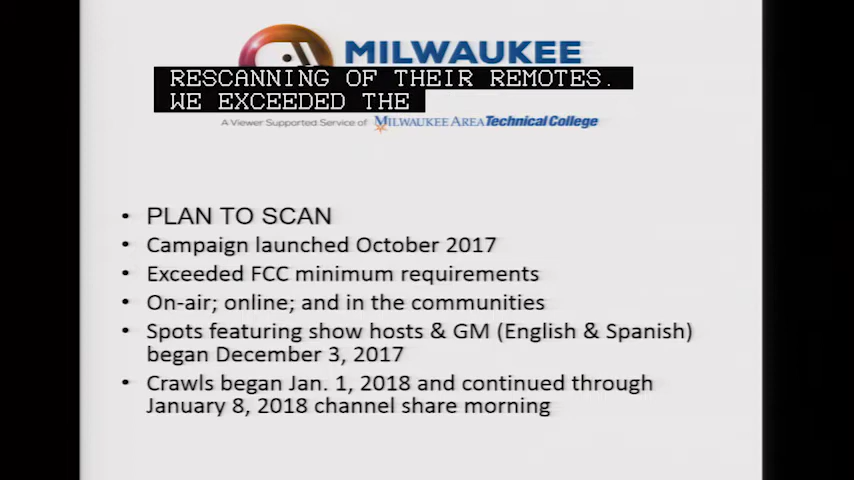 MILWAUKEE
RESCANNING OF THEIR REMOTES.
WE EXCEEDED THE
A Viewer Supported Service of MILWAUKEE AREA Technical College
• PLAN TO SCAN
• Campaign launched October 2017
• Exceeded FCC minimum requirements
• On-air; online; and in the communities
• Spots featuring show hosts & GM (English & Spanish)
began December 3, 2017
• Crawls began Jan. 1, 2018 and continued through
January 8, 2018 channel share morning